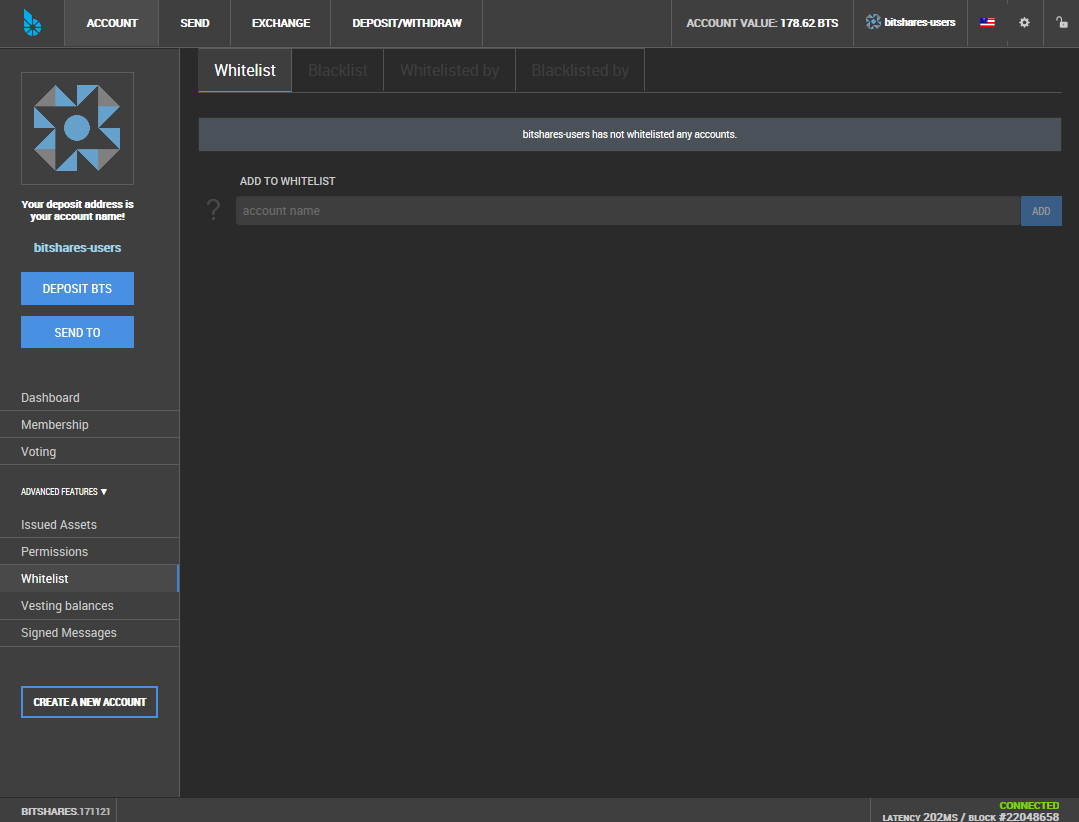 ACCOUNT
SEND
EXCHANGE
DEPOSIT/WITHDRAW
ACCOUNT VALUE: 178.62 BTS
bitshares-users
Whitelist
Blacklist
Whitelisted by
Blacklisted by
Your deposit address is
your account name!
bitshares-users
DEPOSIT BTS
SEND TO
Dashboard
Membership
Voting
ADVANCED FEATURES ▼
Issued Assets
Permissions
Whitelist
Vesting balances
Signed Messages
CREATE A NEW ACCOUNT
bitshares-users has not whitelisted any accounts.
ADD TO WHITELIST
?
account name
ADD
BITSHARES.171121
CONNECTED
LATENCY 202MS / BLOCK #22048658